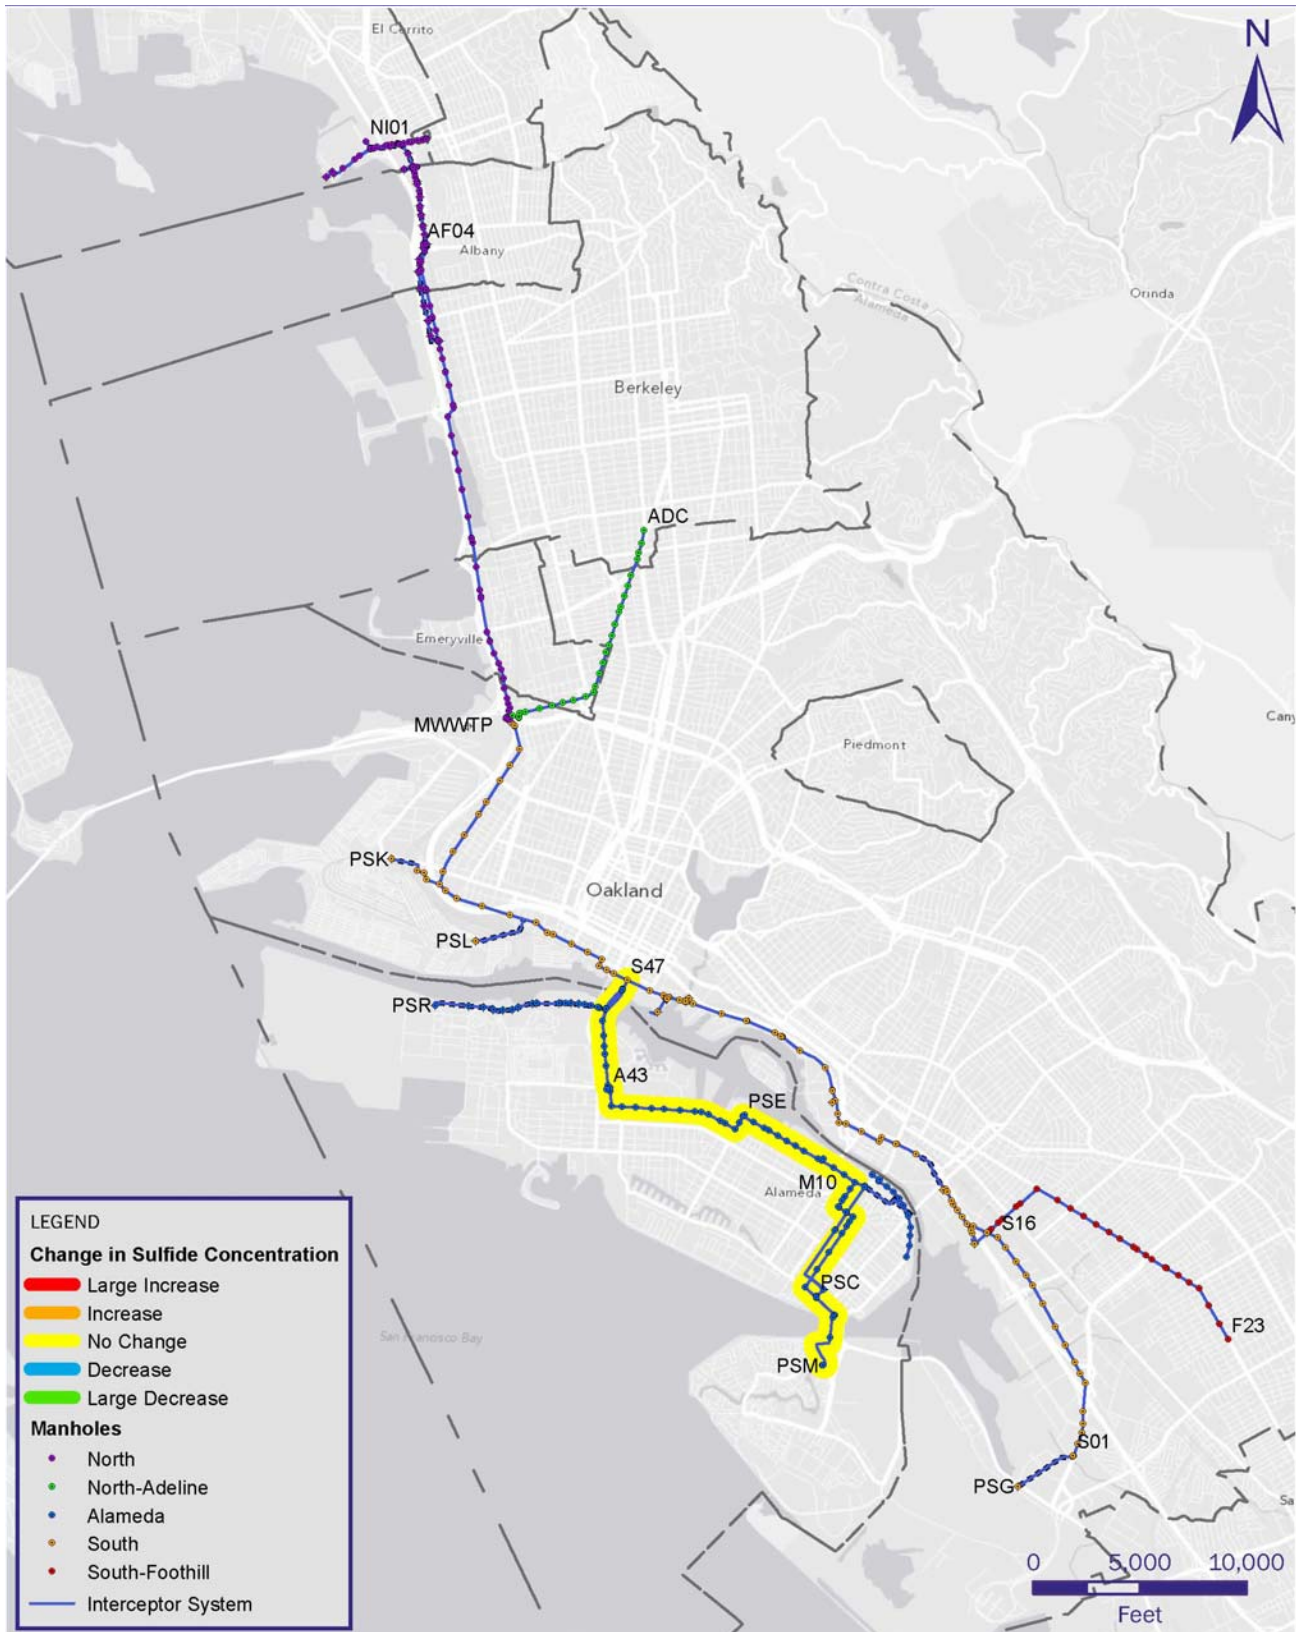 El Cerrito
N
NI01
AF04
Albany
Contra Costa
Alameda
Orinda
Berkeley
ADC
Emeryville
MWWTP
Piedmont
Cany
PSK
Oakland
PSL
S47
PSR
A43
PSE
M10
Alameda
S16
PSC
F23
San Francisco Bay
PSM
S01
PSG
Sa
LEGEND
Change in Sulfide Concentration
Large Increase
Increase
No Change
Decrease
Large Decrease
Manholes
North
North-Adeline
Alameda
South
South-Foothill
Interceptor System
0 5,000 10,000
Feet